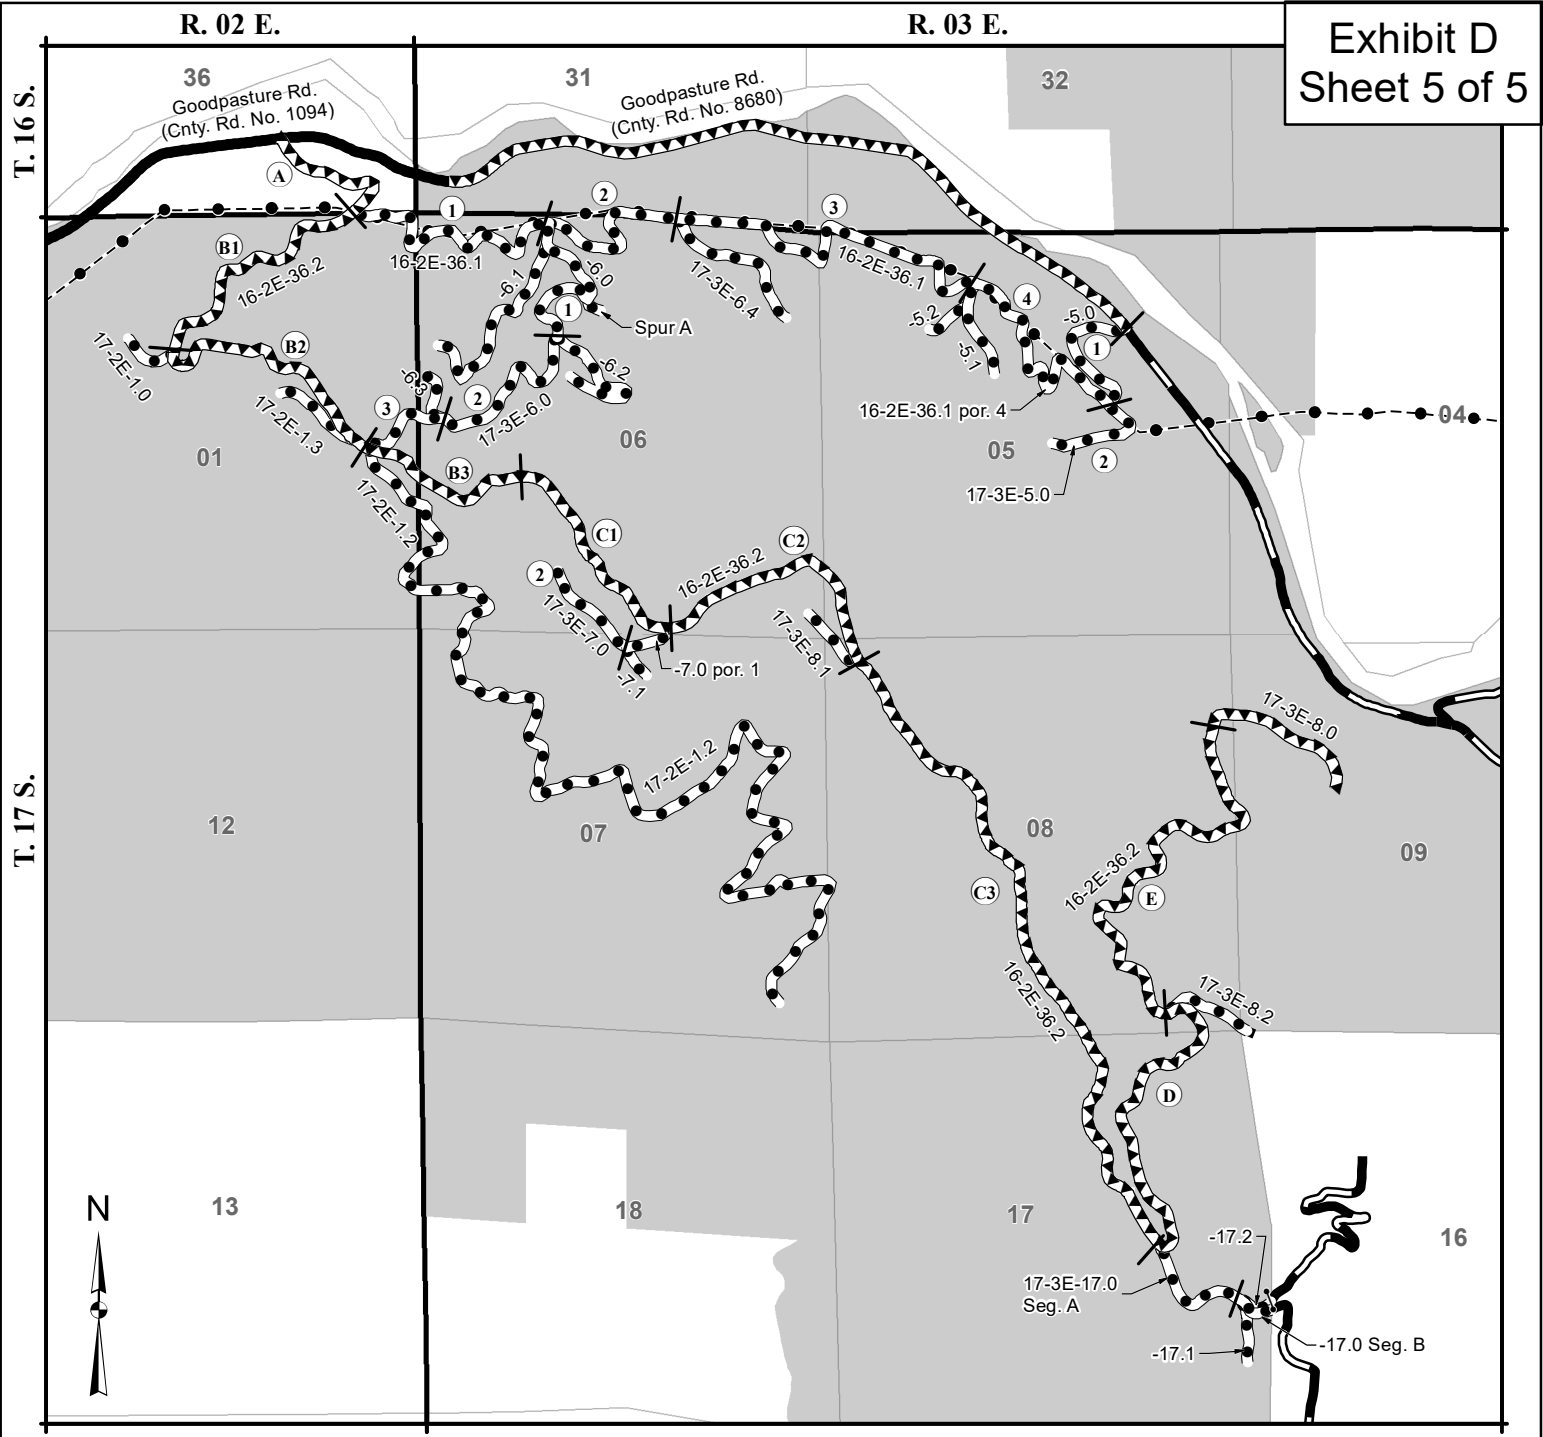 R. 02 E.
R. 03 E.
Exhibit D
Sheet 5 of 5
T. 16 S.
T. 17 S.
36
31
32
Goodpasture Rd.
(Cnty. Rd. No. 1094)
Goodpasture Rd.
(Cnty. Rd. No. 8680)
A
1
2
3
B1
16-2E-36.2
16-2E-36.1
-6.1
-6.0
1
Spur A
17-3E-6.4
16-2E-36.1
4
-5.0
1
-5.2
-5.1
16-2E-36.1 por. 4
17-2E-1.0
B2
17-2E-1.3
-6.3
-6.2
3
2
17-3E-6.0
01
06
05
04
2
17-3E-5.0
B3
17-2E-1.2
C1
C2
16-2E-36.2
2
17-3E-7.0
-7.0 por. 1
-7.1
17-3E-8.1
17-3E-8.0
17-2E-1.2
12
07
08
09
16-2E-36.2
E
C3
16-2E-36.2
17-3E-8.2
D
13
18
17
16
N
-17.2
17-3E-17.0
Seg. A
-17.0 Seg. B
-17.1